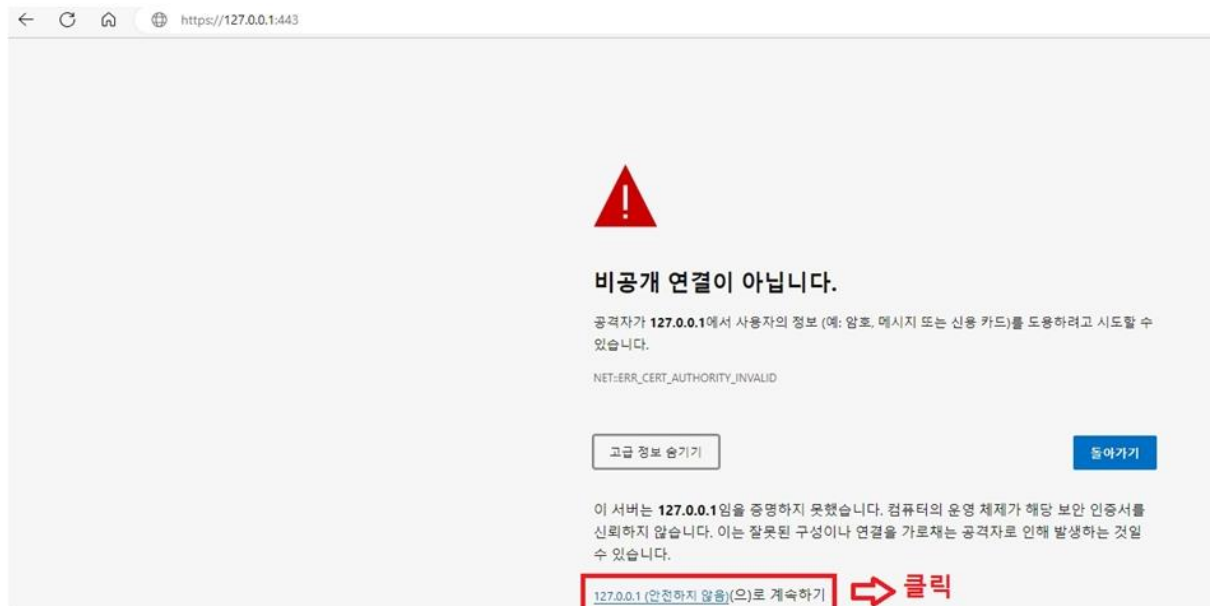 https://127.0.0.1:443
비공개 연결이 아닙니다.
공격자가 127.0.0.1에서 사용자의 정보 (예: 암호, 메시지 또는 신용 카드)를 도용하려고 시도할 수
있습니다.
NET::ERR_CERT_AUTHORITY_INVALID
고급 정보 숨기기
돌아가기
이 서버는 127.0.0.1임을 증명하지 못했습니다. 컴퓨터의 운영 체제가 해당 보안 인증서를
신뢰하지 않습니다. 이는 잘못된 구성이나 연결을 가로채는 공격자로 인해 발생하는 것일
수 있습니다.
127.0.0.1 (안전하지 않음)(으)로 계속하기
클릭